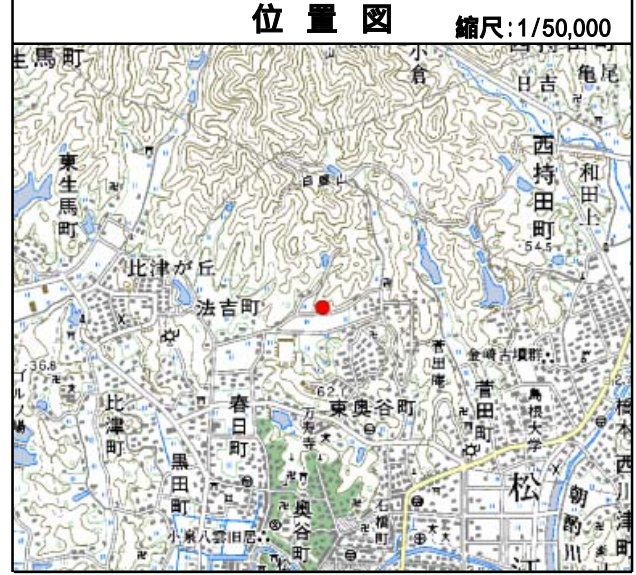 位置図
縮尺:1/50,000
生馬町
小倉
西持田町
日吉
亀尾
和田上
東生馬町
白鹿山
54.5
比津が丘
法吉町
菅田庵
金崎古墳群
36.8
62.1
東奥谷町
菅田町
島根大学
比津町
春日町
万寿寺
黒田町
奥谷町
石橋町
松江
朝酌川
西川津町
小泉八雲旧居